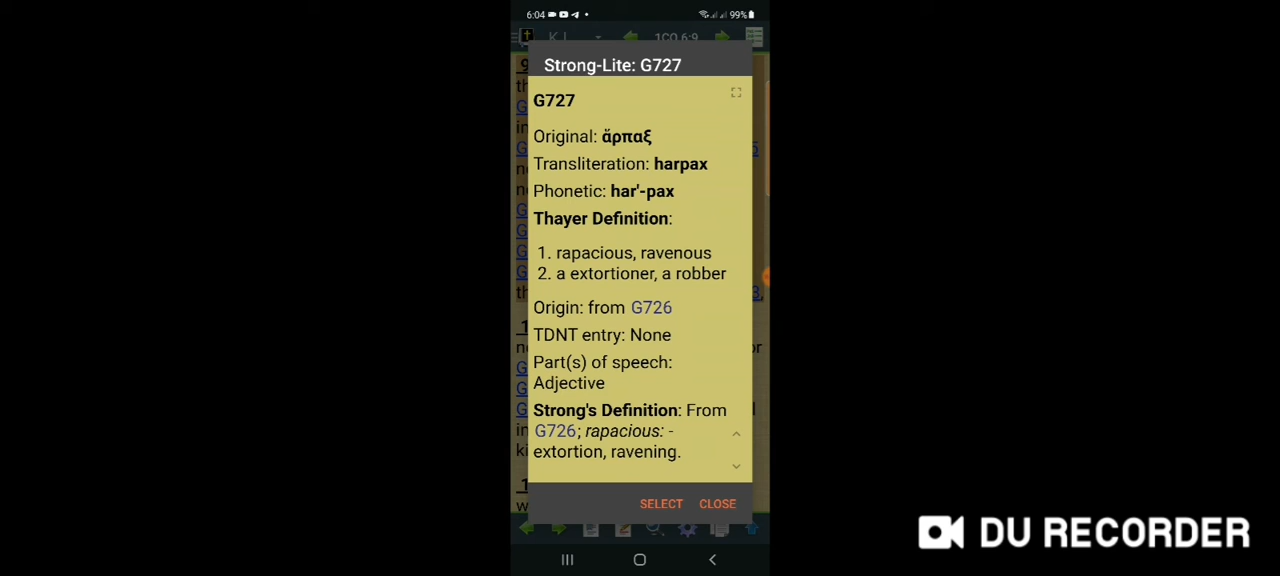 6:04 99%
1CO 6:9
Strong-Lite: G727
G727
Original: ἅρπαξ
Transliteration: harpax
Phonetic: har'-pax
Thayer Definition:
1. rapacious, ravenous
2. a extortioner, a robber
Origin: from G726
TDNT entry: None
Part(s) of speech:
Adjective
Strong's Definition: From
G726; rapacious: -
extortion, ravening.
SELECT CLOSE
DU RECORDER